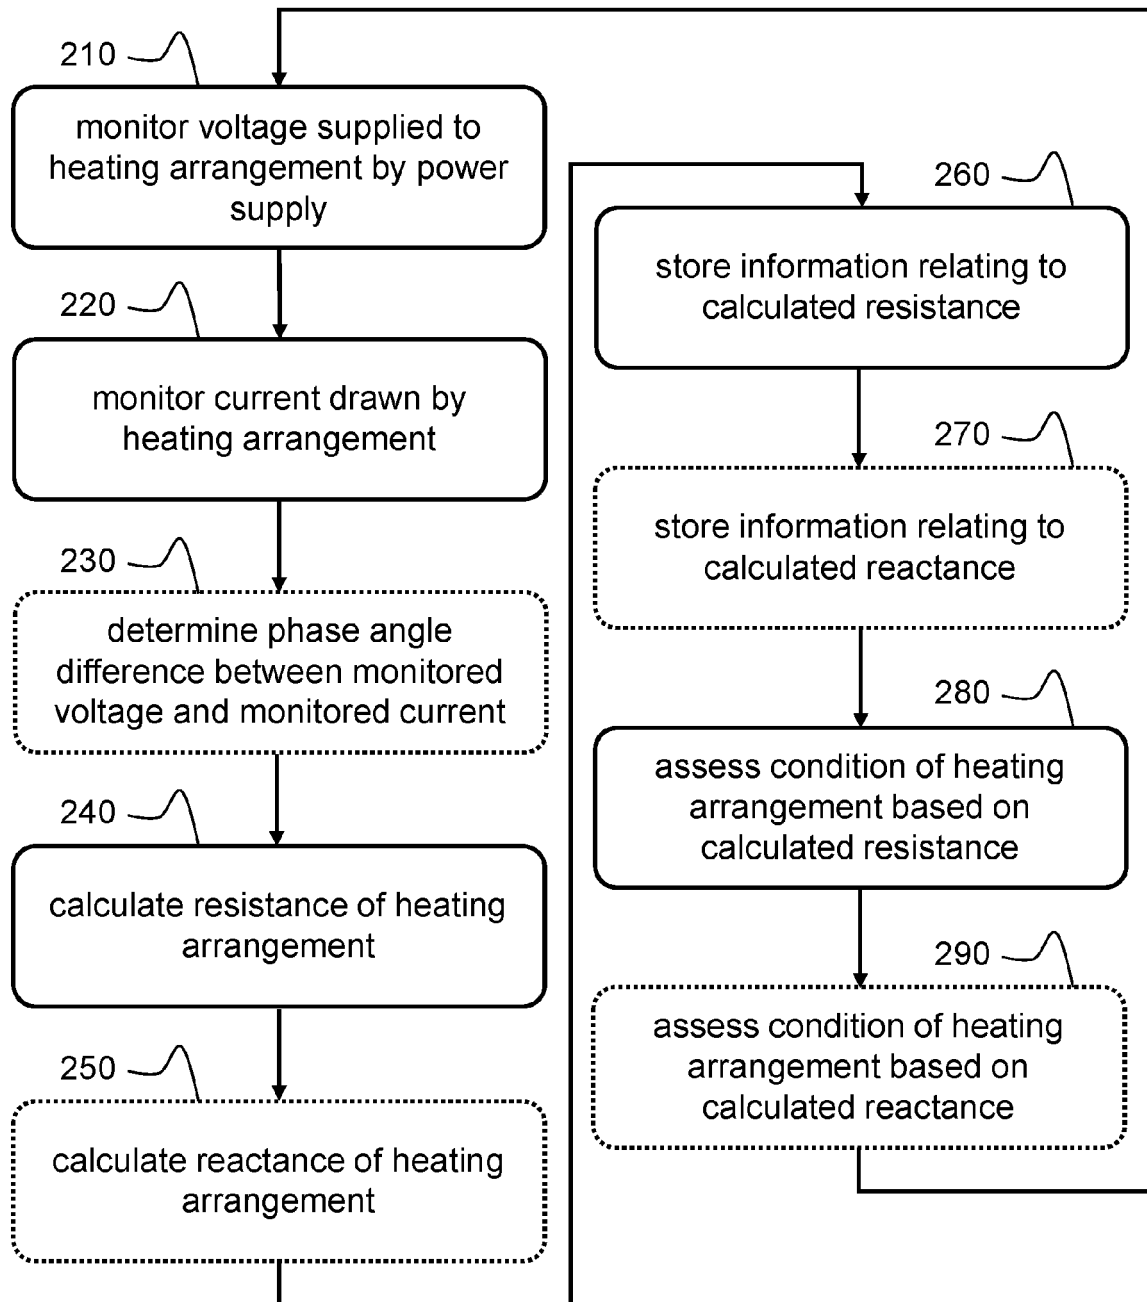 210
monitor voltage supplied to
heating arrangement by power
supply
220
monitor current drawn by
heating arrangement
230
determine phase angle
difference between monitored
voltage and monitored current
240
calculate resistance of heating
arrangement
250
calculate reactance of heating
arrangement
260
store information relating to
calculated resistance
270
store information relating to
calculated reactance
280
assess condition of heating
arrangement based on
calculated resistance
290
assess condition of heating
arrangement based on
calculated reactance